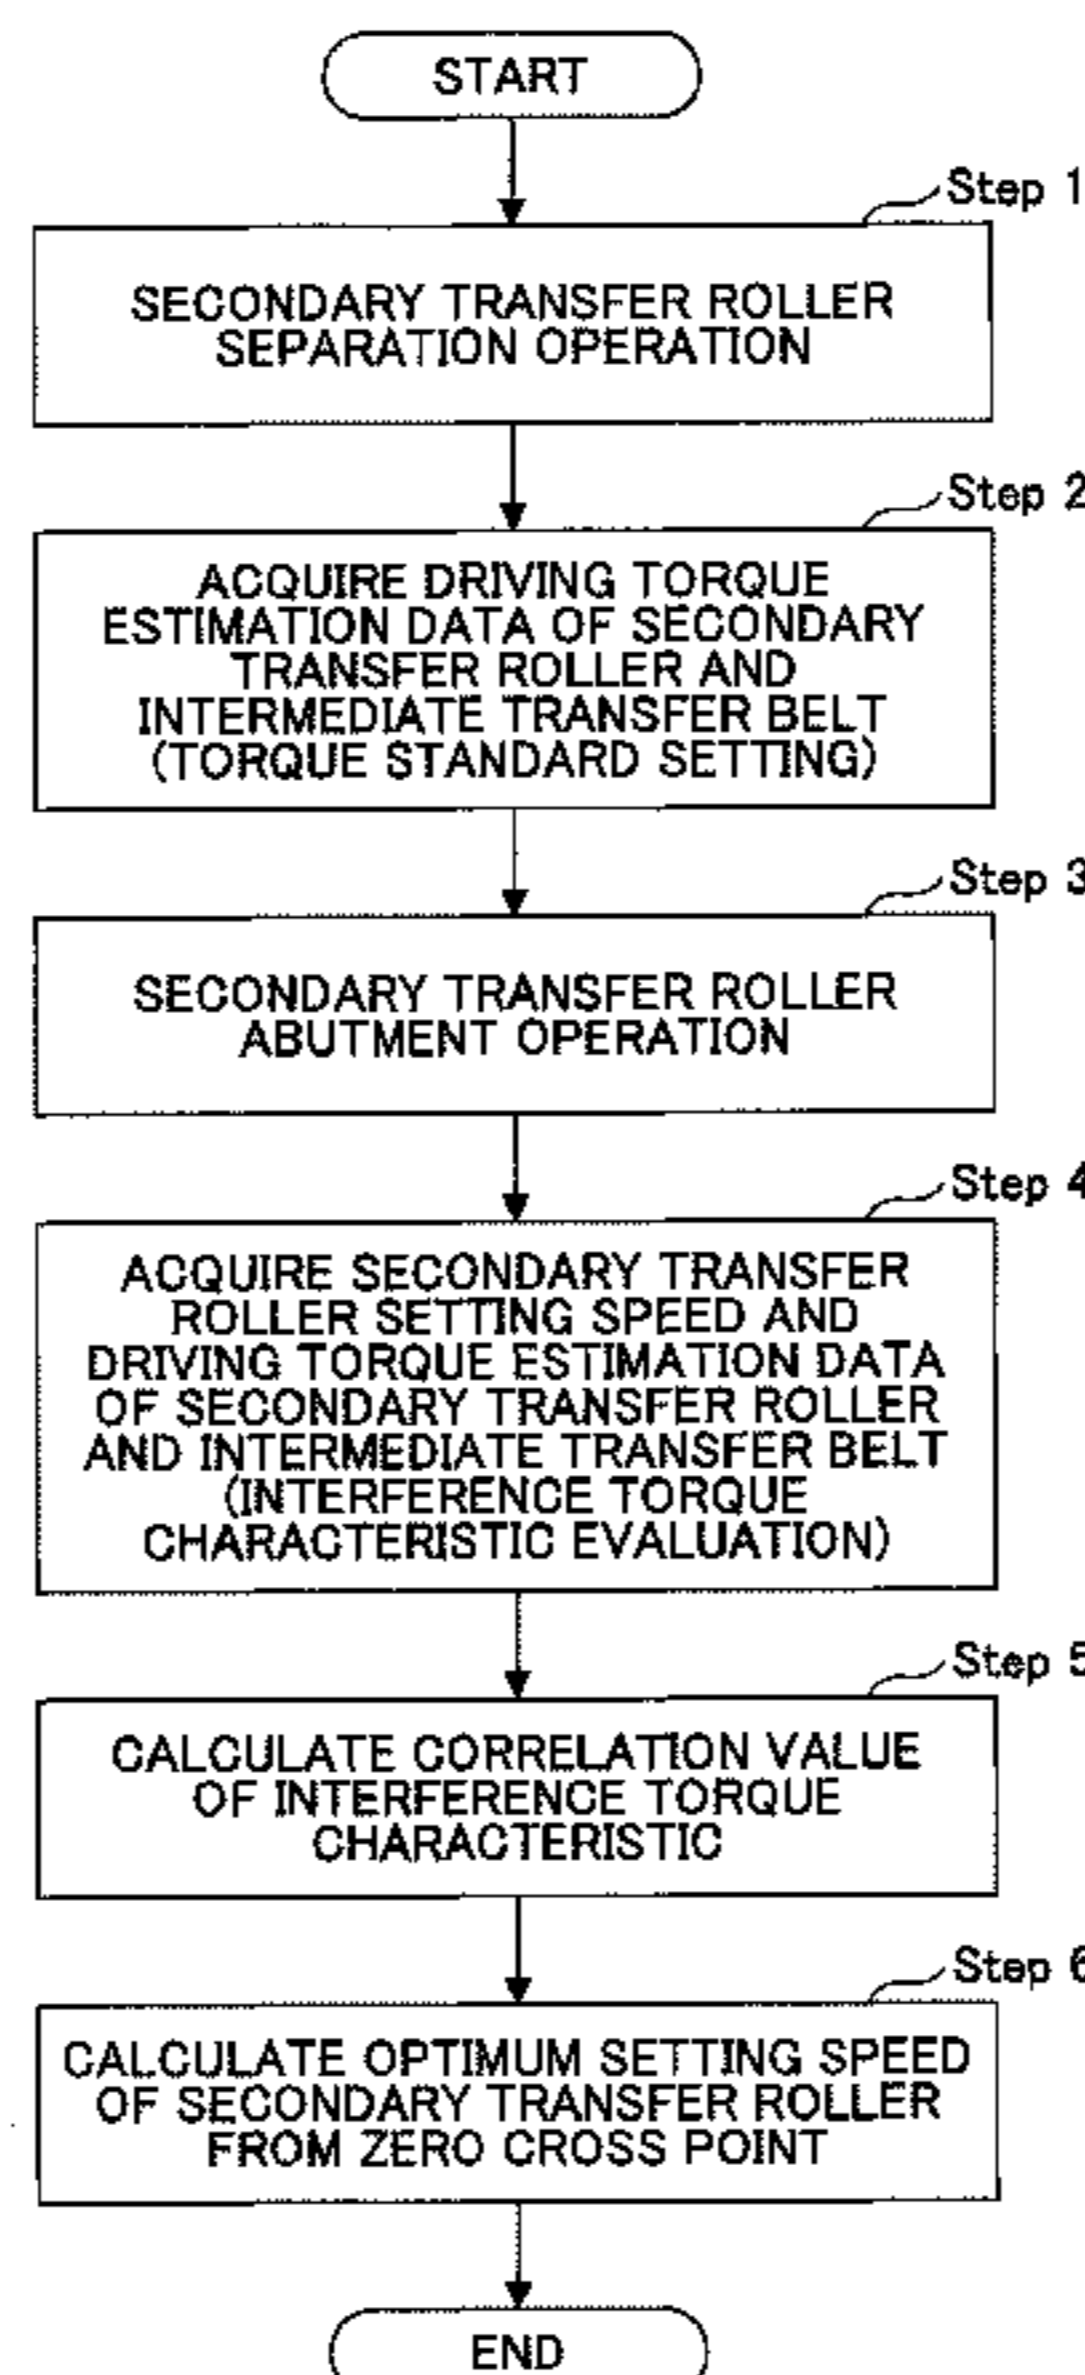 START
Step 1
SECONDARY TRANSFER ROLLER
SEPARATION OPERATION
Step 2
ACQUIRE DRIVING TORQUE
ESTIMATION DATA OF SECONDARY
TRANSFER ROLLER AND
INTERMEDIATE TRANSFER BELT
(TORQUE STANDARD SETTING)
Step 3
SECONDARY TRANSFER ROLLER
ABUTMENT OPERATION
Step 4
ACQUIRE SECONDARY TRANSFER
ROLLER SETTING SPEED AND
DRIVING TORQUE ESTIMATION DATA
OF SECONDARY TRANSFER ROLLER
AND INTERMEDIATE TRANSFER BELT
(INTERFERENCE TORQUE
CHARACTERISTIC EVALUATION)
Step 5
CALCULATE CORRELATION VALUE
OF INTERFERENCE TORQUE
CHARACTERISTIC
Step 6
CALCULATE OPTIMUM SETTING SPEED
OF SECONDARY TRANSFER ROLLER
FROM ZERO CROSS POINT
END